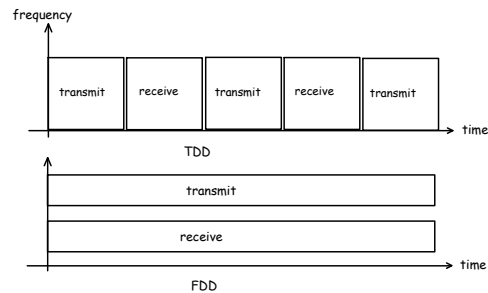 frequency
transmit receive transmit receive transmit
time
TDD
transmit
receive
time
FDD